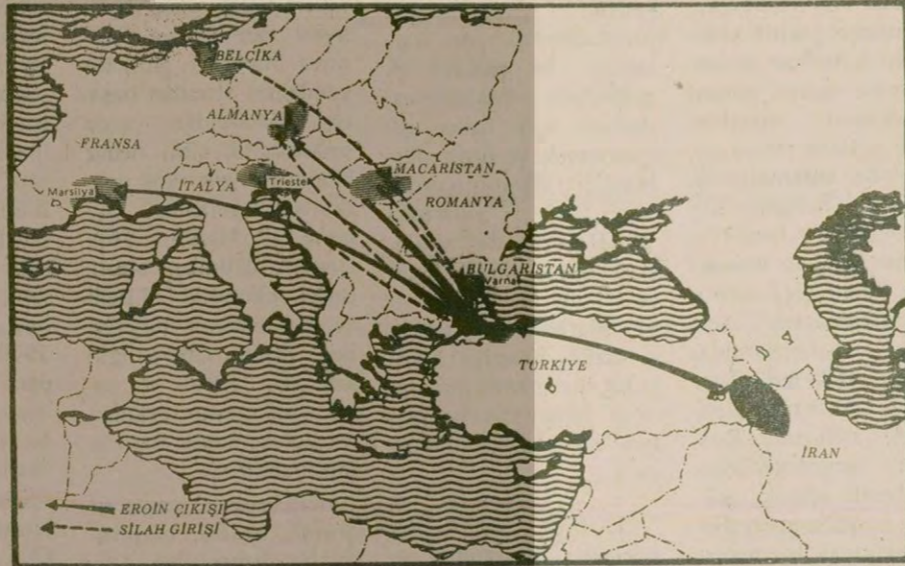 BELÇİKA
ALMANYA
FRANSA
MACARİSTAN
Trieste
İTALYA
Marsilya
ROMANYA
BULGARİSTAN
Varna
TÜRKİYE
İRAN
EROİN ÇIKIŞI
SİLAH GİRİŞİ